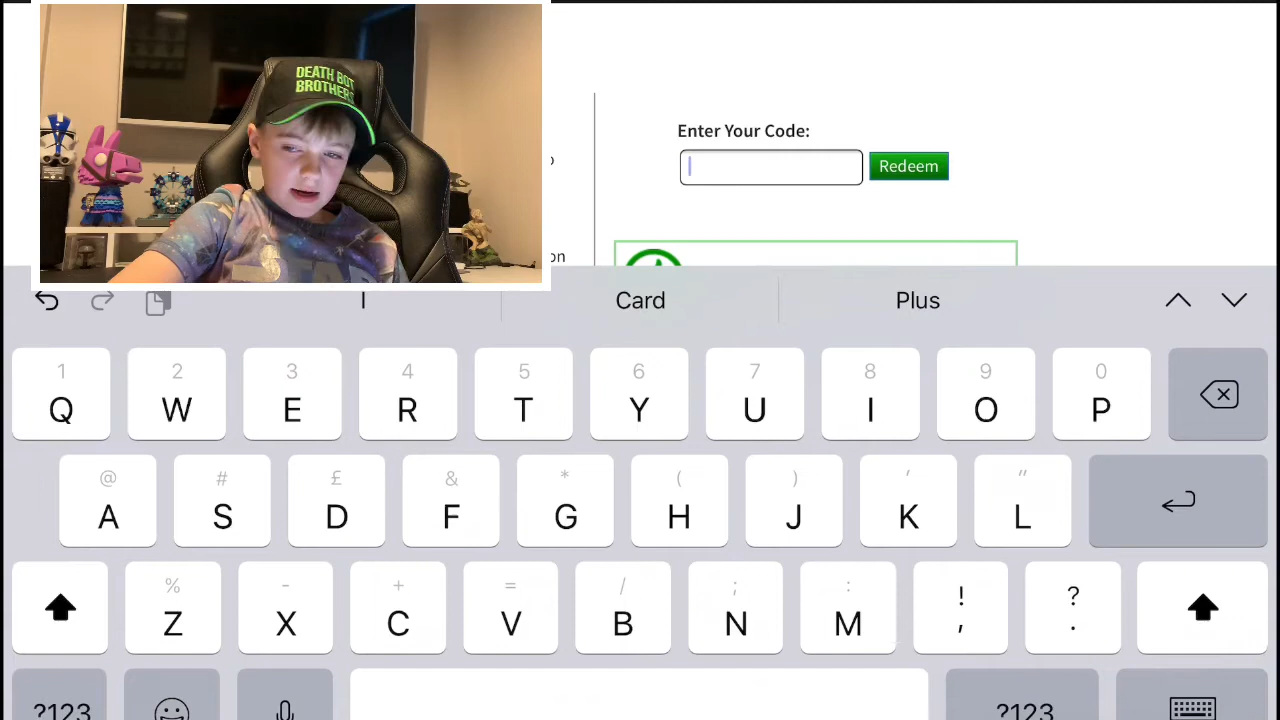 DEATH BOT
BROTHERS
Enter Your Code:
Redeem
on
I Card Plus
1 2 3 4 5 6 7 8 9 0
Q W E R T Y U I O P
@ # £ & * ( ) ' "
A S D F G H J K L
% - + = / ; : ! ?
Z X C V B N M , .
?123 ?123